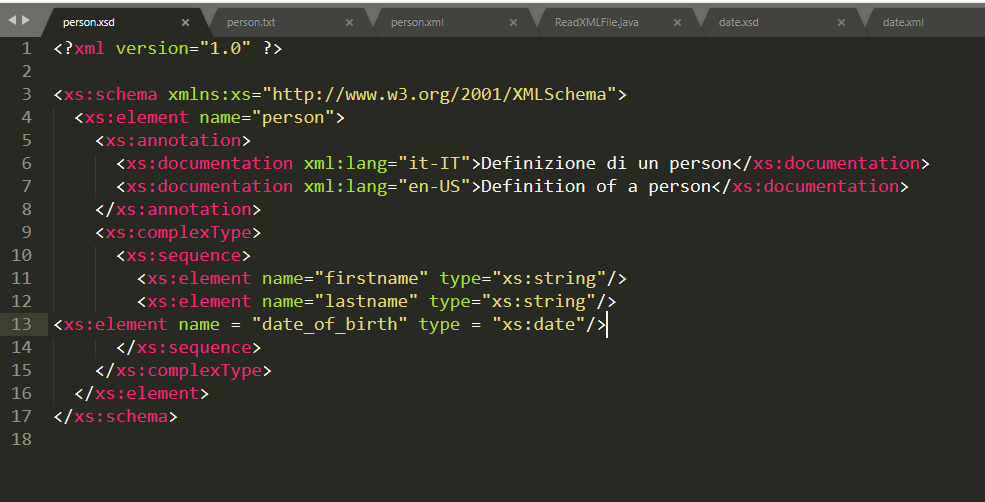 person.xsd × person.txt × person.xml × ReadXMLFile.java × date.xsd × date.xml
1 <?xml version="1.0" ?>
2
3 <xs:schema xmlns:xs="http://www.w3.org/2001/XMLSchema">
4   <xs:element name="person">
5     <xs:annotation>
6       <xs:documentation xml:lang="it-IT">Definizione di un person</xs:documentation>
7       <xs:documentation xml:lang="en-US">Definition of a person</xs:documentation>
8     </xs:annotation>
9     <xs:complexType>
10       <xs:sequence>
11         <xs:element name="firstname" type="xs:string"/>
12         <xs:element name="lastname" type="xs:string"/>
13 <xs:element name = "date_of_birth" type = "xs:date"/>
14       </xs:sequence>
15     </xs:complexType>
16   </xs:element>
17 </xs:schema>
18